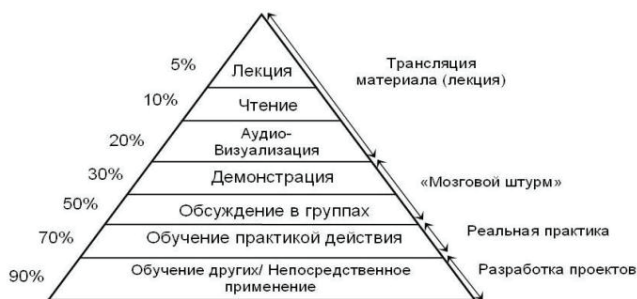 5%
Лекция
Трансляция
материала (лекция)
10%
Чтение
20%
Аудио-
Визуализация
30%
Демонстрация
«Мозговой штурм»
50%
Обсуждение в группах
70%
Обучение практикой действия
Реальная практика
90%
Обучение других/ Непосредственное
применение
Разработка проектов